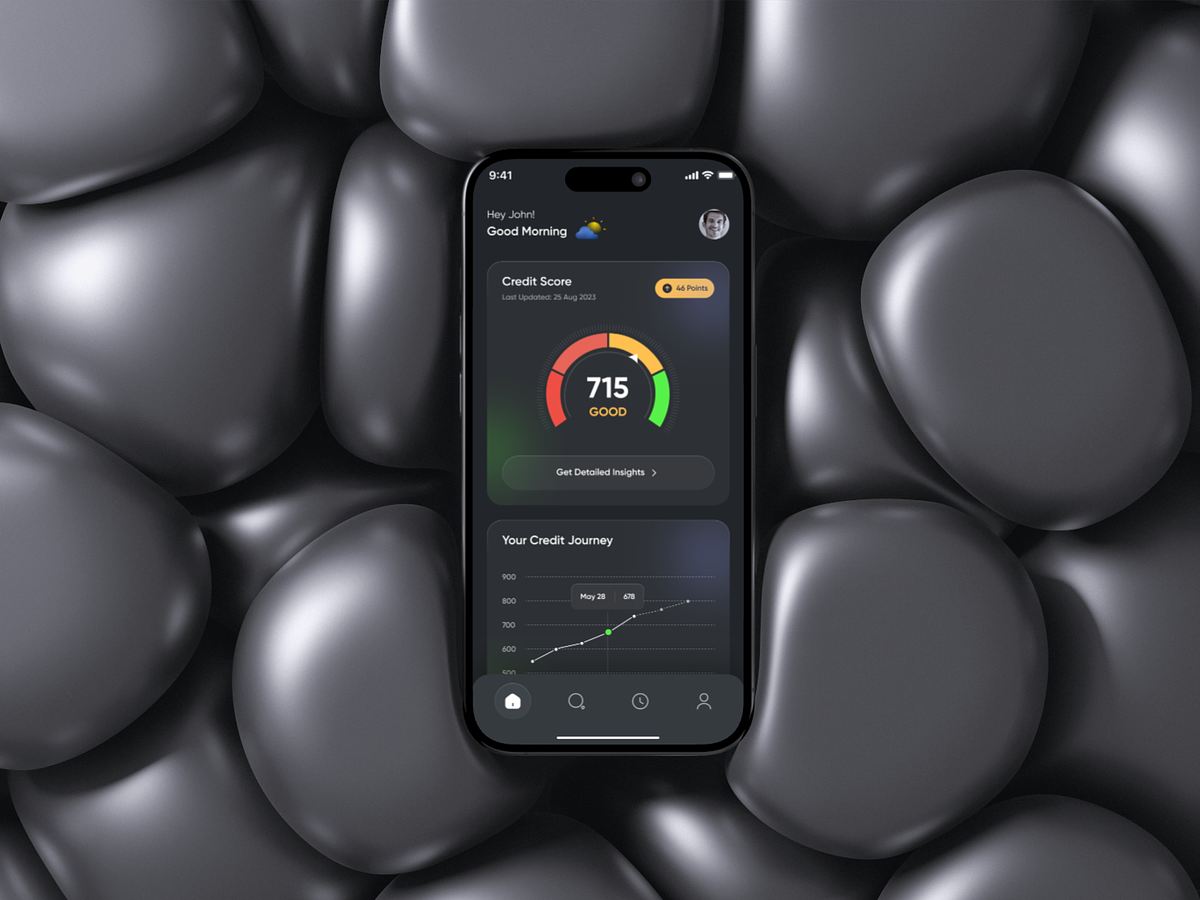 9:41
Hey John!
Good Morning
Credit Score
Last Updated: 25 Aug 2023
46 Points
715
GOOD
Get Detailed Insights
Your Credit Journey
900
800
May 28 678
700
600
500